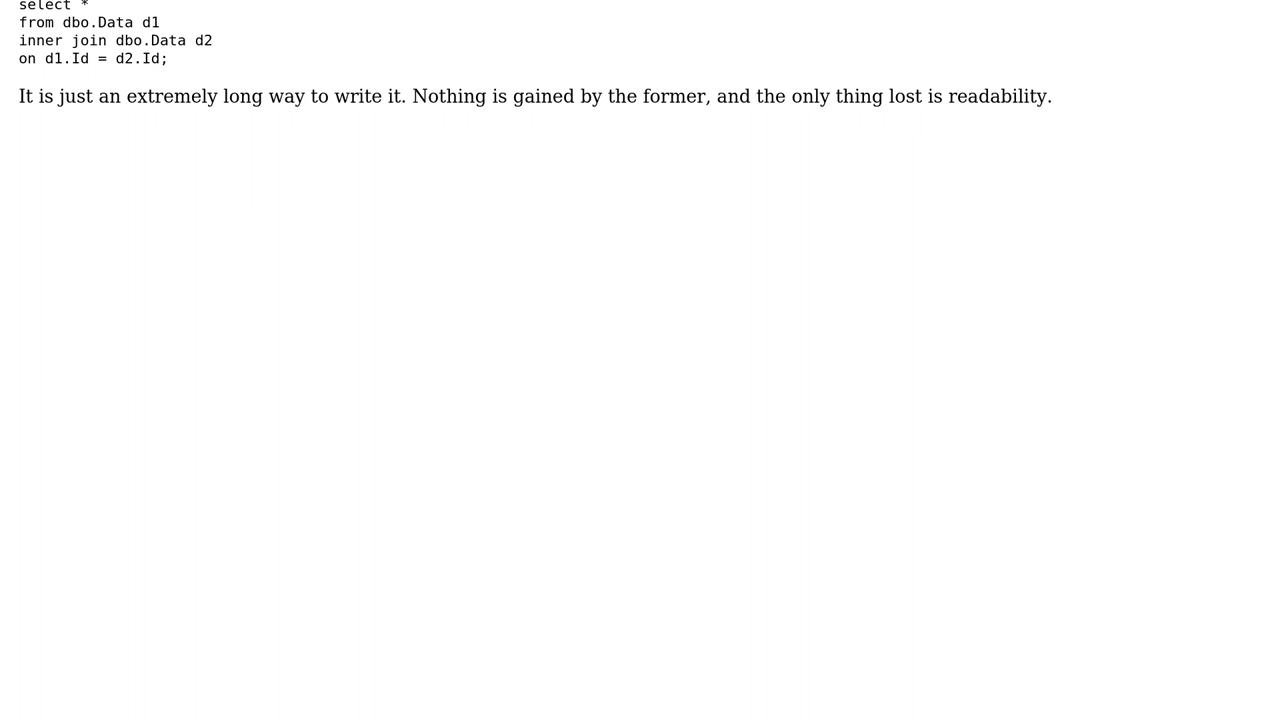 select *
from dbo.Data d1
inner join dbo.Data d2
on d1.Id = d2.Id;
It is just an extremely long way to write it. Nothing is gained by the former, and the only thing lost is readability.